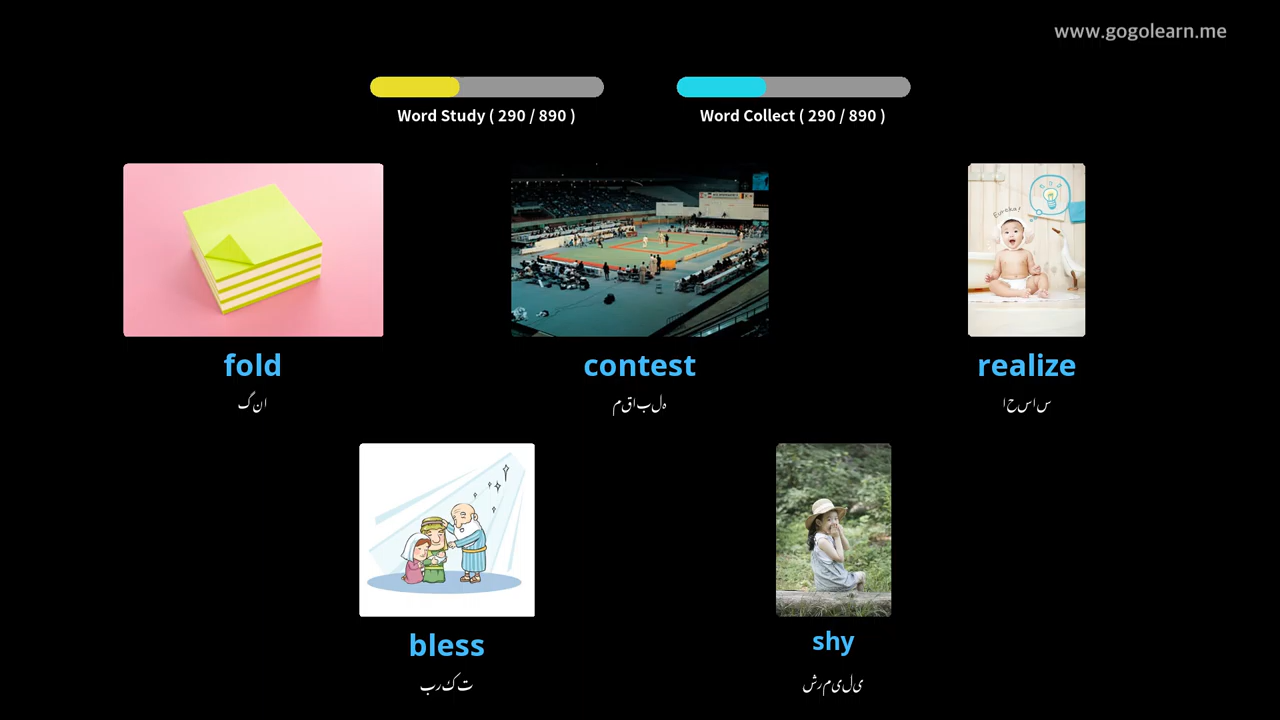 www.gogolearn.me
Word Study ( 290 / 890 )
Word Collect ( 290 / 890 )
Eureka!
fold
گنا
contest
مقابلہ
realize
احساس
bless
برکت
shy
شرمیلی